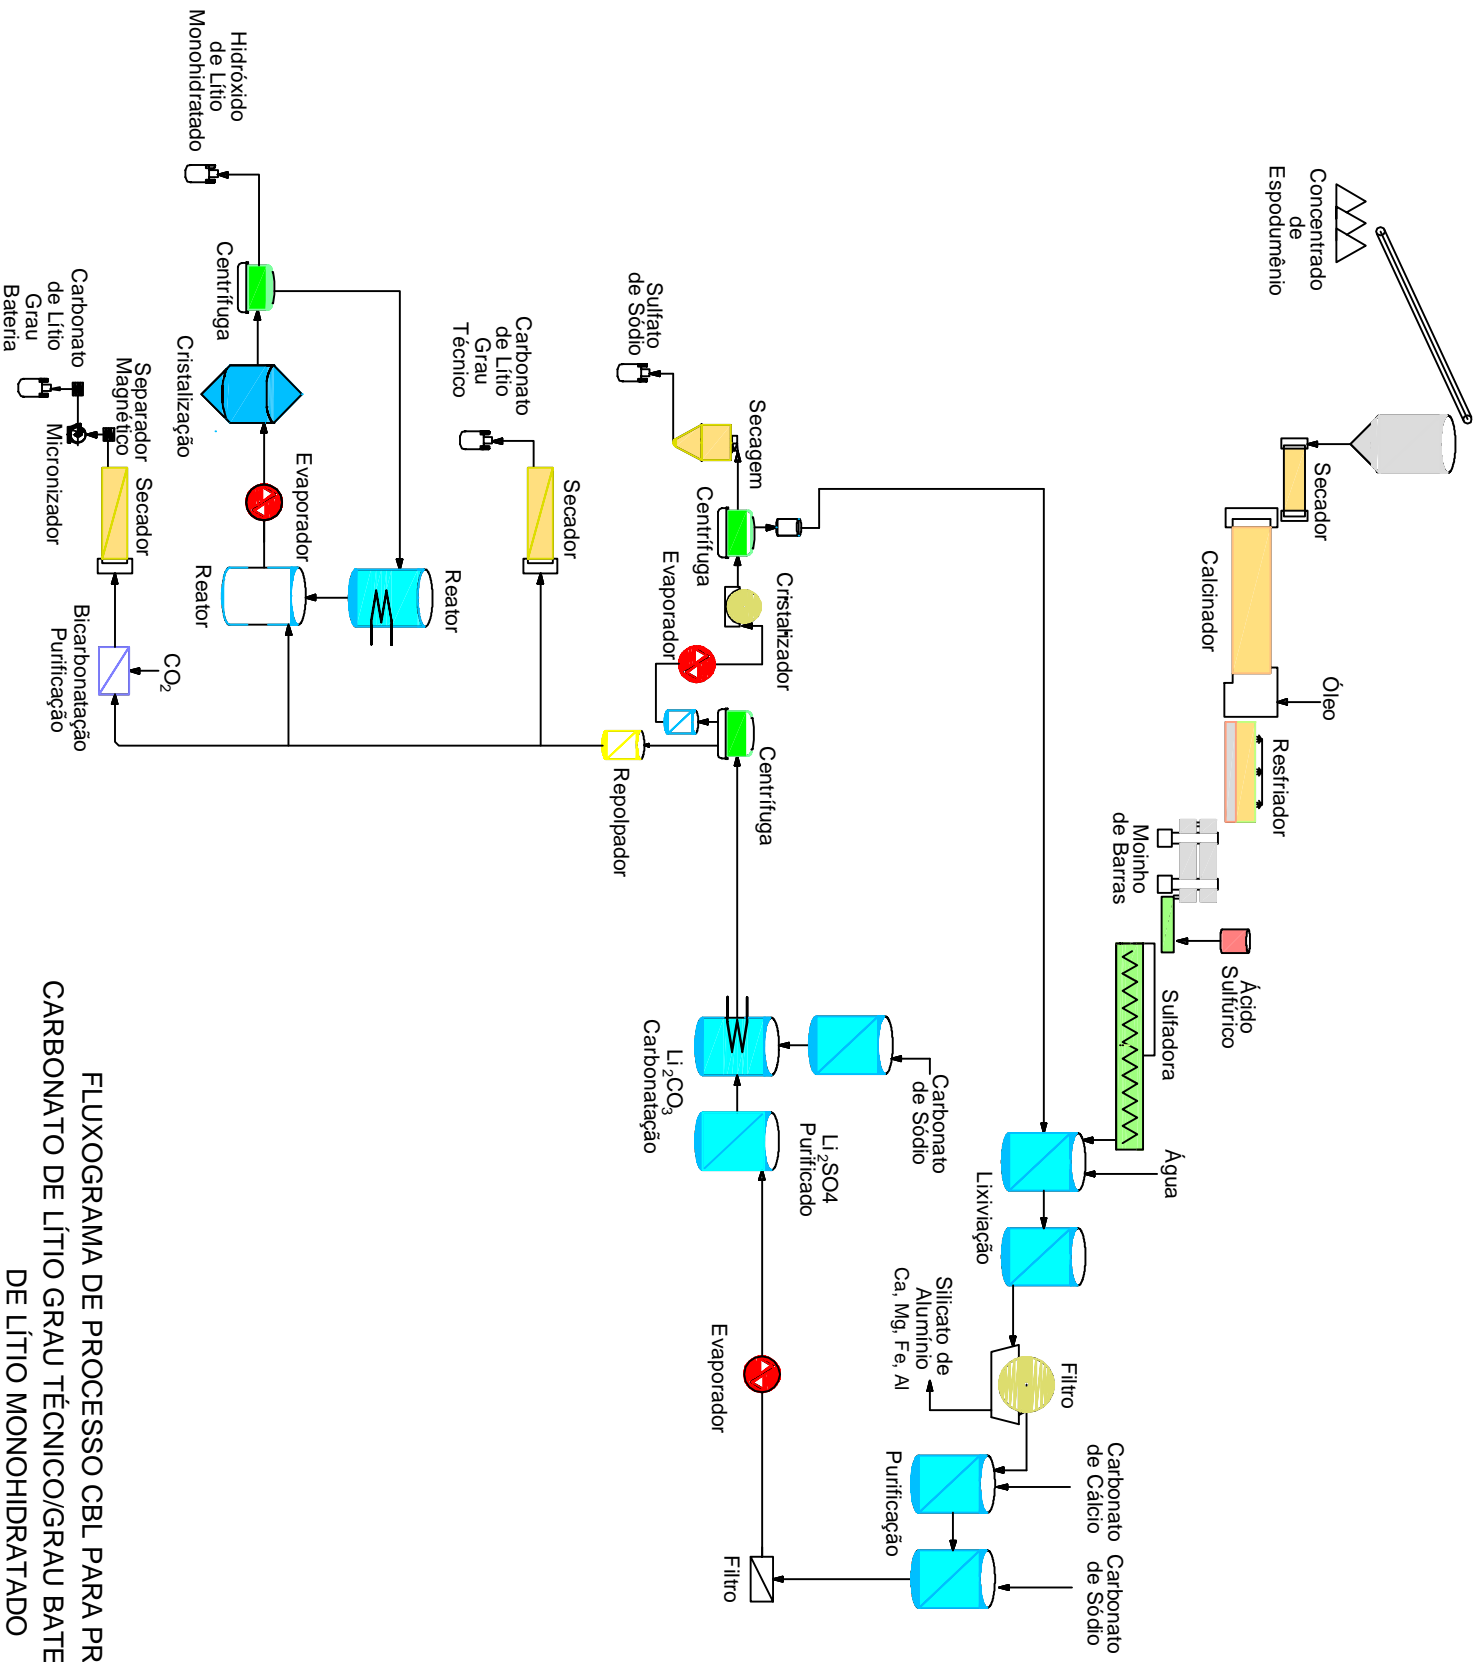 Concentrado
de
Espodumênio
Secador
Calcinador
Óleo
Resfriador
Moinho
de Barras
Ácido
Sulfúrico
Sulfadora
Água
Lixiviação
Filtro
Silicato de
Alumínio
Ca, Mg, Fe, Al
Carbonato
de Cálcio
Carbonato
de Sódio
Purificação
Filtro
Evaporador
Li2SO4
Purificado
Carbonato
de Sódio
Li2CO3
Carbonatação
Centrífuga
Repolpador
Evaporador
Cristalizador
Centrífuga
Secagem
Sulfato
de Sódio
Secador
Carbonato
de Lítio
Grau
Técnico
Reator
Reator
Evaporador
Cristalização
Centrífuga
Hidróxido
de Lítio
Monohidratado
CO2
Bicarbonatação
Purificação
Secador
Separador
Magnético
Micronizador
Carbonato
de Lítio
Grau
Bateria
FLUXOGRAMA DE PROCESSO CBL PARA PR
CARBONATO DE LÍTIO GRAU TÉCNICO/GRAU BATE
DE LÍTIO MONOHIDRATADO